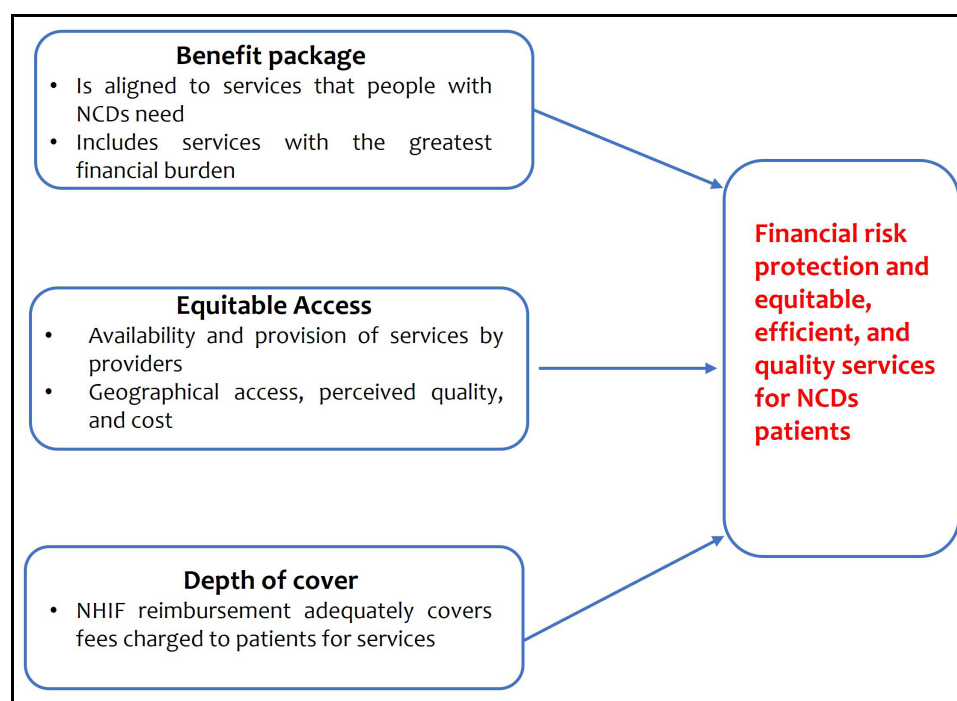 Benefit package
• Is aligned to services that people with
NCDs need
• Includes services with the greatest
financial burden
Equitable Access
• Availability and provision of services by
providers
• Geographical access, perceived quality,
and cost
Depth of cover
• NHIF reimbursement adequately covers
fees charged to patients for services
Financial risk
protection and
equitable,
efficient, and
quality services
for NCDs
patients